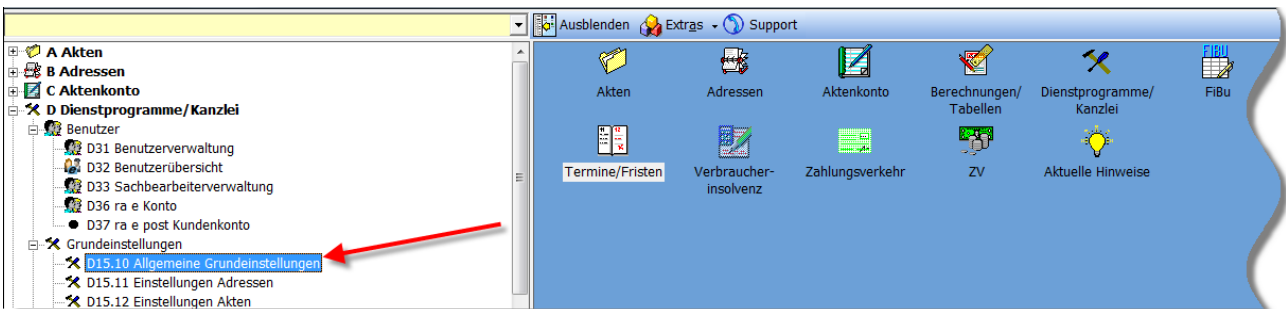 Ausblenden Extras Support
A Akten
B Adressen
C Aktenkonto
D Dienstprogramme/Kanzlei
Benutzer
D31 Benutzerverwaltung
D32 Benutzerübersicht
D33 Sachbearbeiterverwaltung
D36 ra e Konto
D37 ra e post Kundenkonto
Grundeinstellungen
D15.10 Allgemeine Grundeinstellungen
D15.11 Einstellungen Adressen
D15.12 Einstellungen Akten
FIBU
Akten Adressen Aktenkonto Berechnungen/ Dienstprogramme/ FiBu
Tabellen Kanzlei
Termine/Fristen Verbraucher- Zahlungsverkehr ZV Aktuelle Hinweise
insolvenz